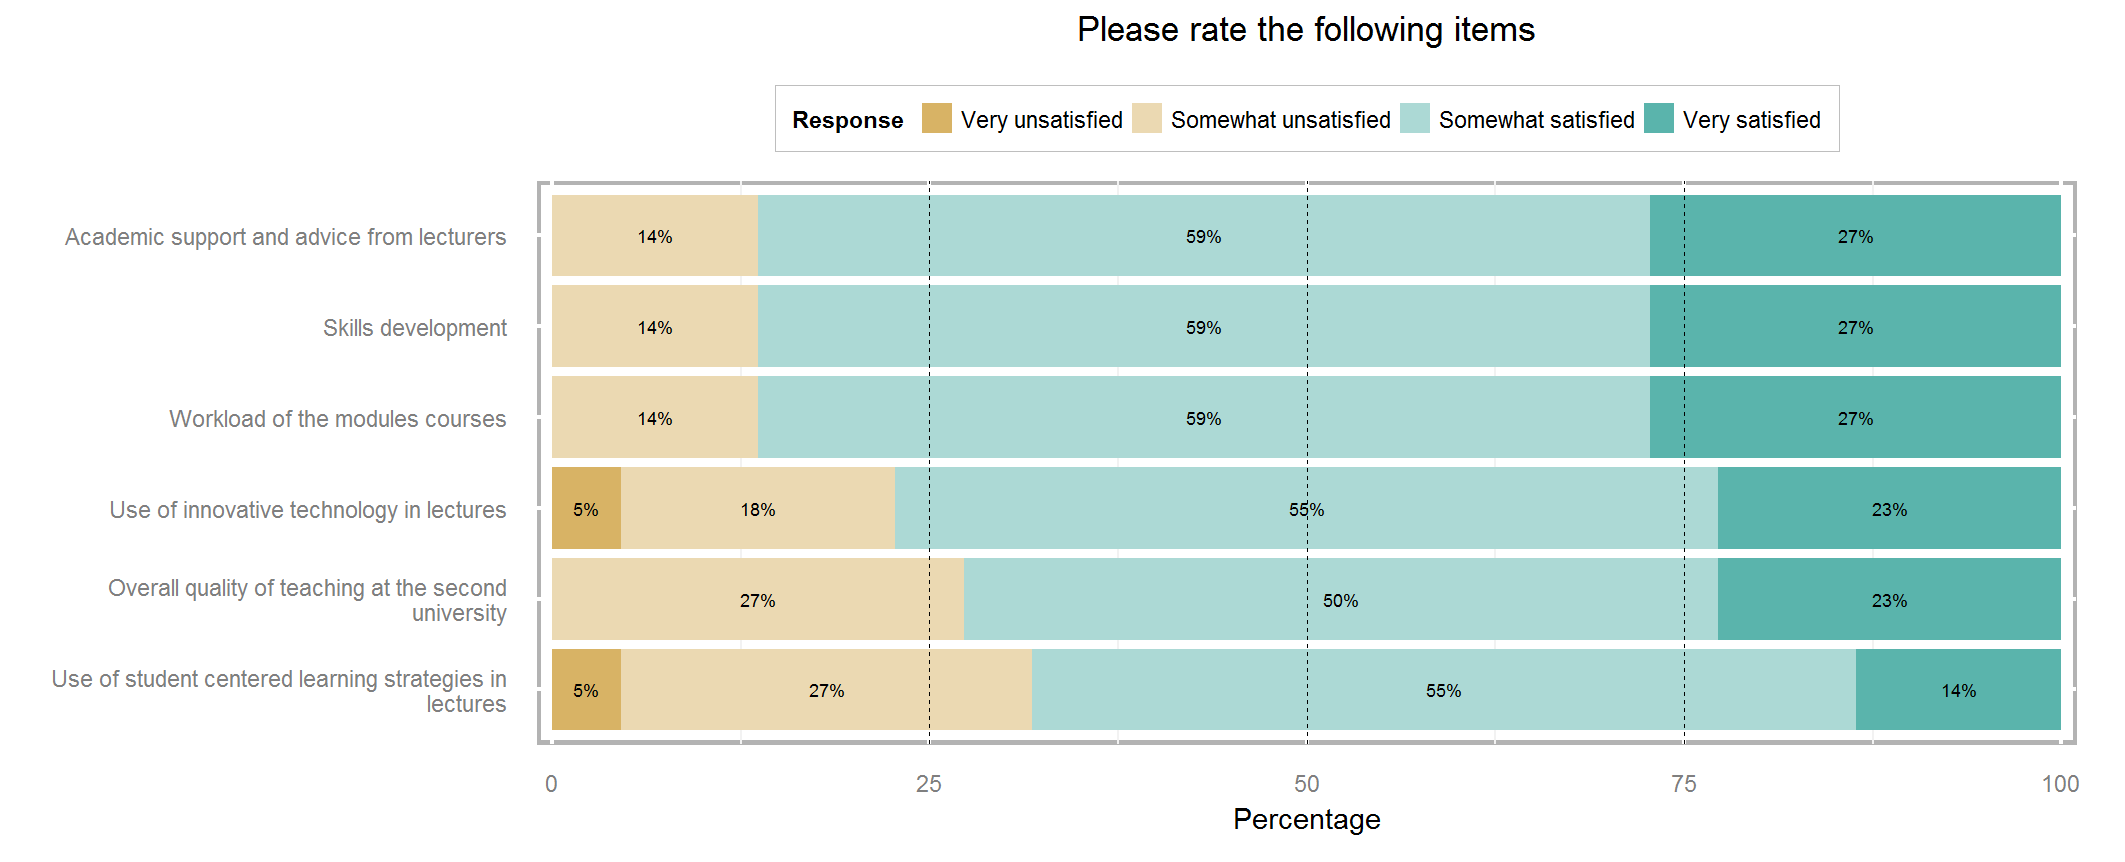 Please rate the following items
Response Very unsatisfied Somewhat unsatisfied Somewhat satisfied Very satisfied
Academic support and advice from lecturers 14% 59% 27%
Skills development 14% 59% 27%
Workload of the modules courses 14% 59% 27%
Use of innovative technology in lectures 5% 18% 55% 23%
Overall quality of teaching at the second
university
27% 50% 23%
Use of student centered learning strategies in
lectures
5% 27% 55% 14%
0 25 50 75 100
Percentage